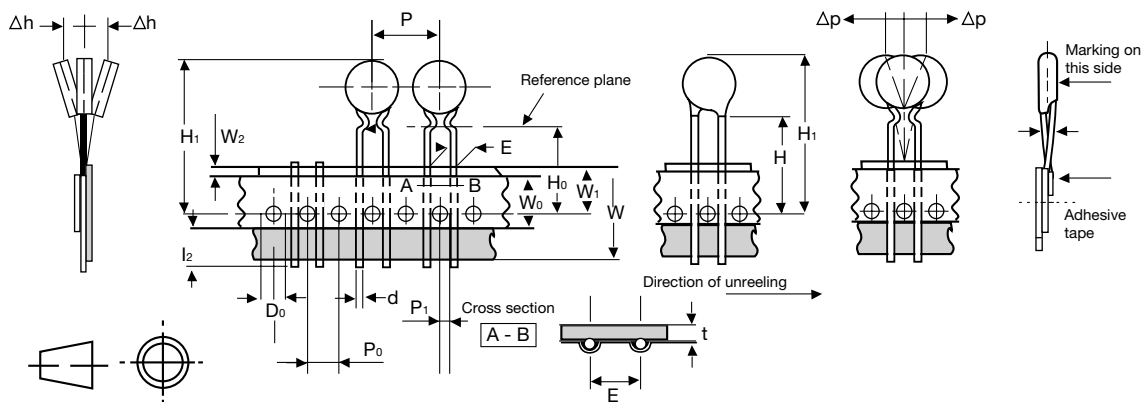 Δh Δh
P
Δp Δp
Marking on
this side
Reference plane
H1
W2
E
H0
A B
W0
W1
W
H
H1
Adhesive
tape
I2
D0
d
P1
Cross section
A - B
Direction of unreeling
t
P0
E